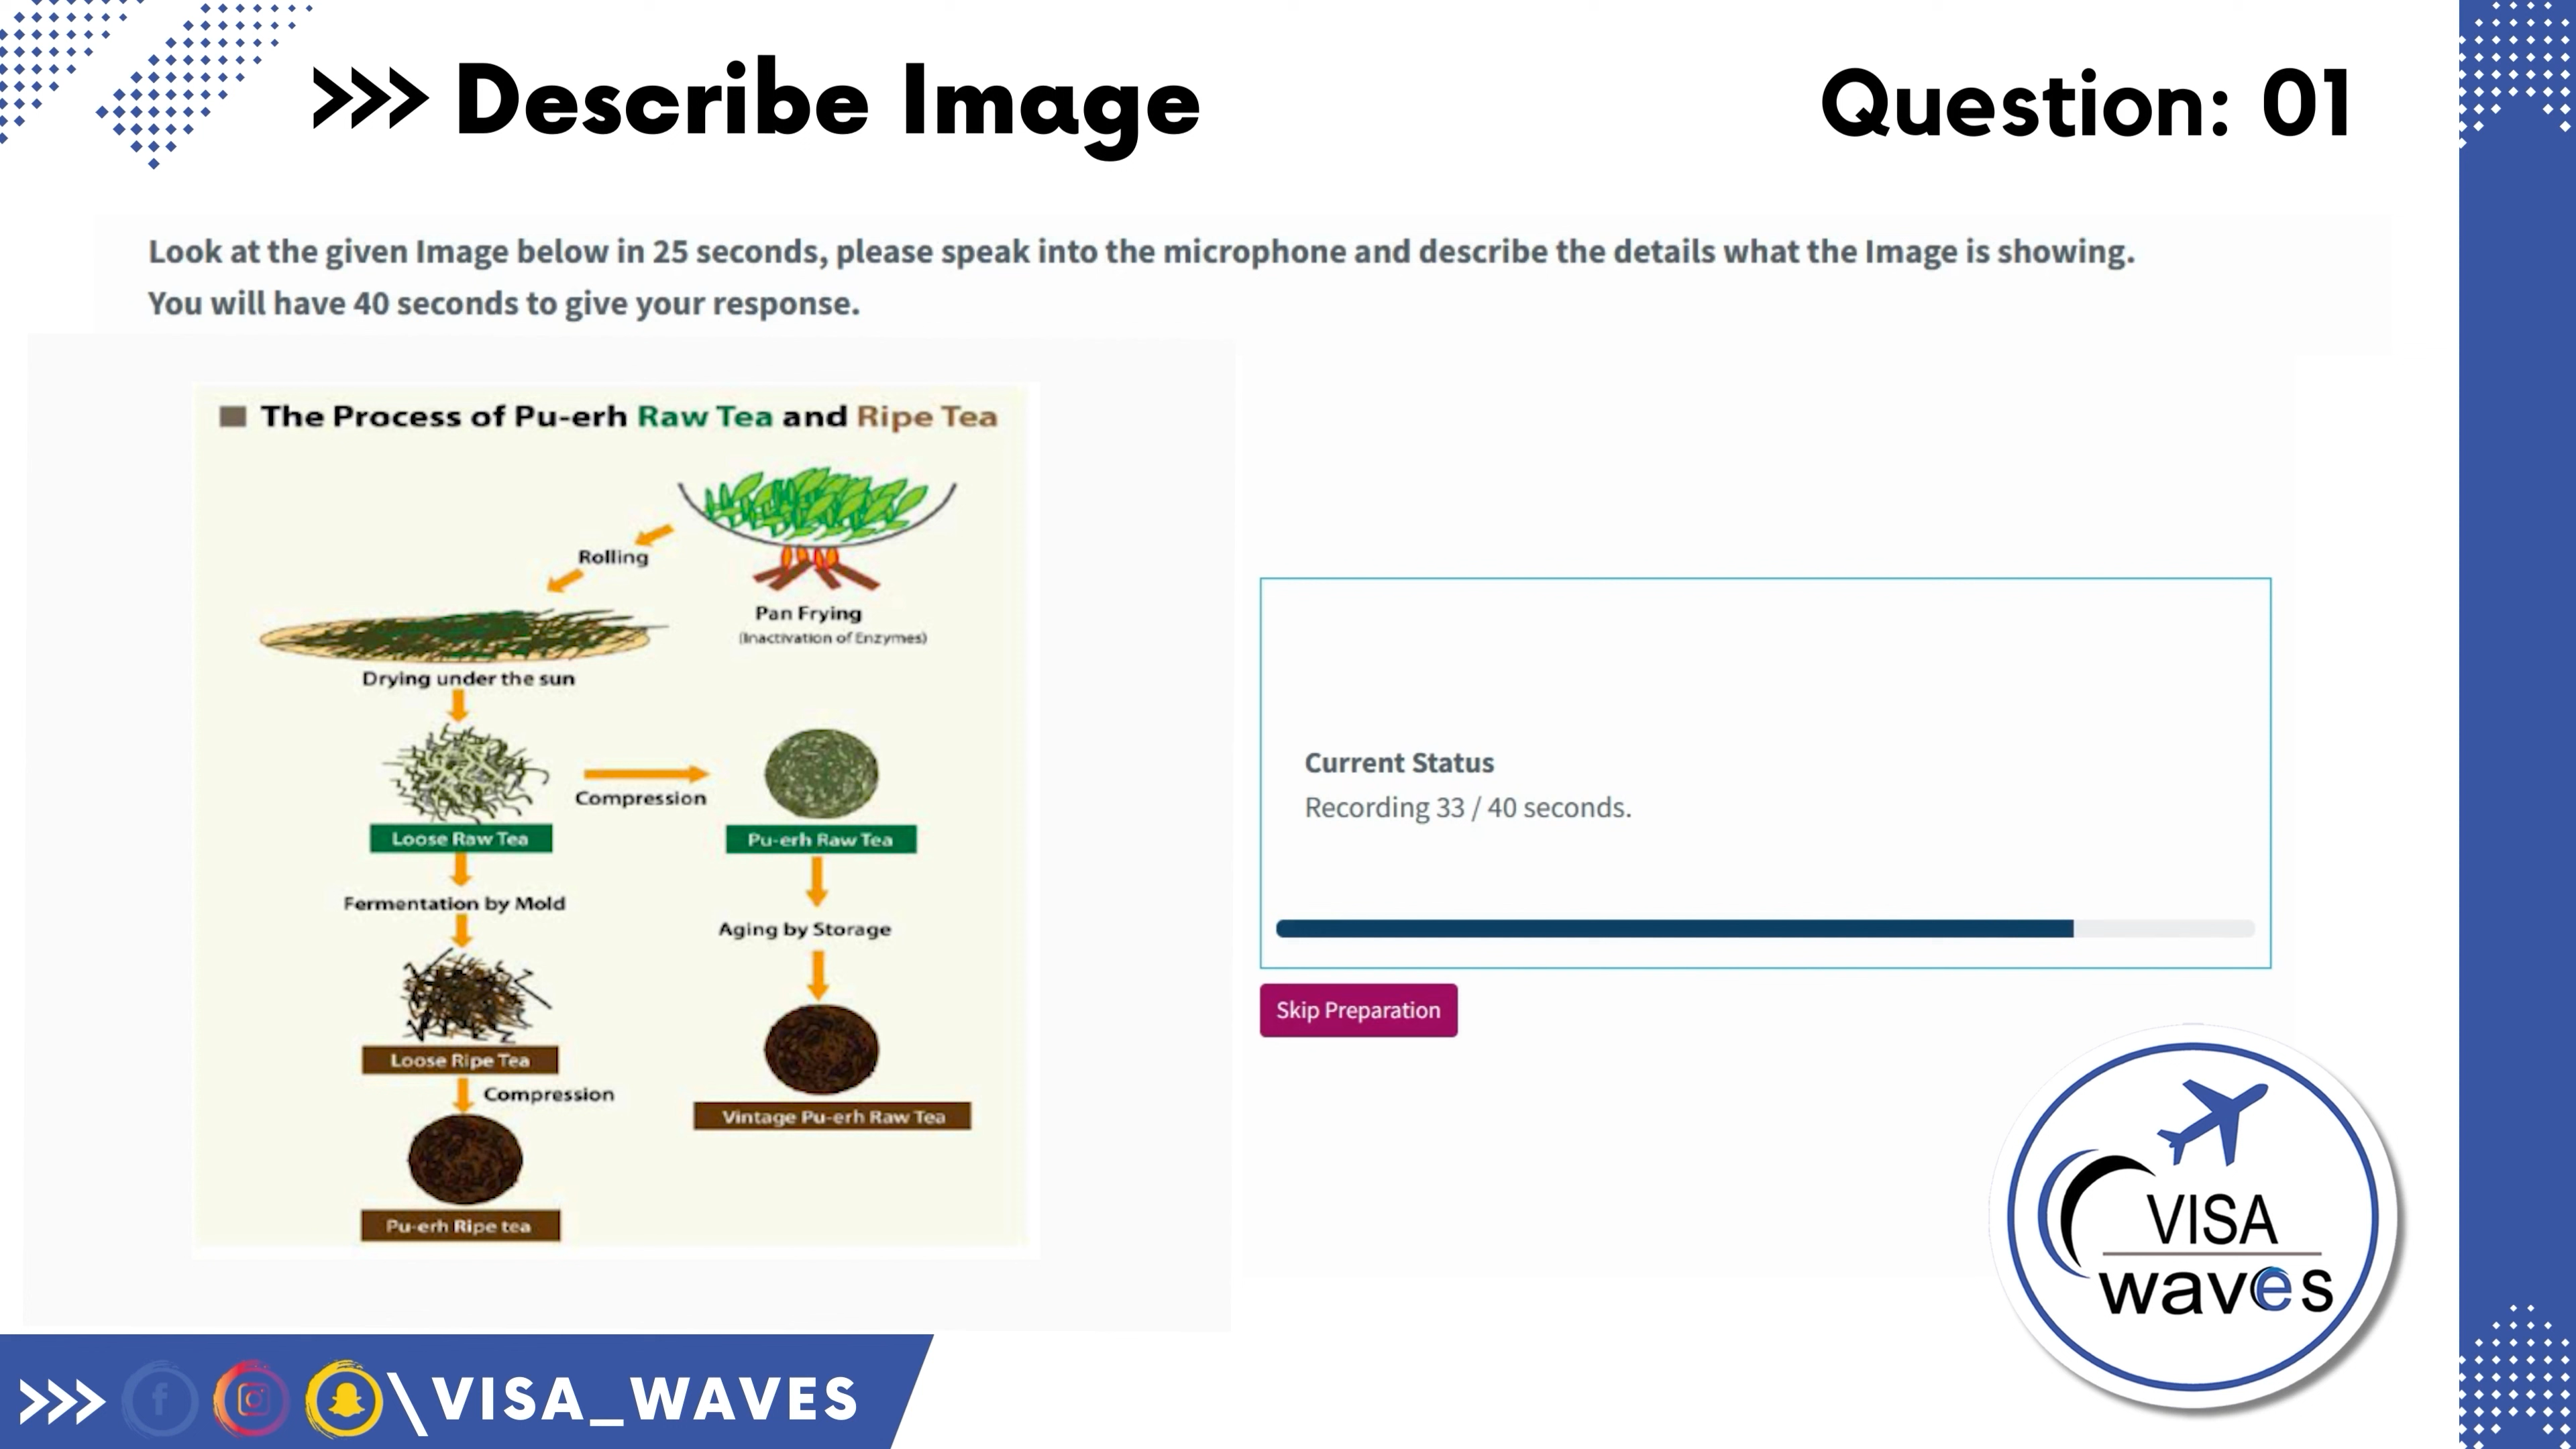 >>> Describe Image
Question: 01
Look at the given Image below in 25 seconds, please speak into the microphone and describe the details what the Image is showing.
You will have 40 seconds to give your response.
The Process of Pu-erh Raw Tea and Ripe Tea
Rolling
Pan Frying
(Inactivation of Enzymes)
Drying under the sun
Compression
Loose Raw Tea
Pu-erh Raw Tea
Fermentation by Mold
Aging by Storage
Loose Ripe Tea
Compression
Vintage Pu-erh Raw Tea
Pu-erh Ripe tea
Current Status
Recording 33 / 40 seconds.
Skip Preparation
VISA
waves
>>> f \VISA_WAVES